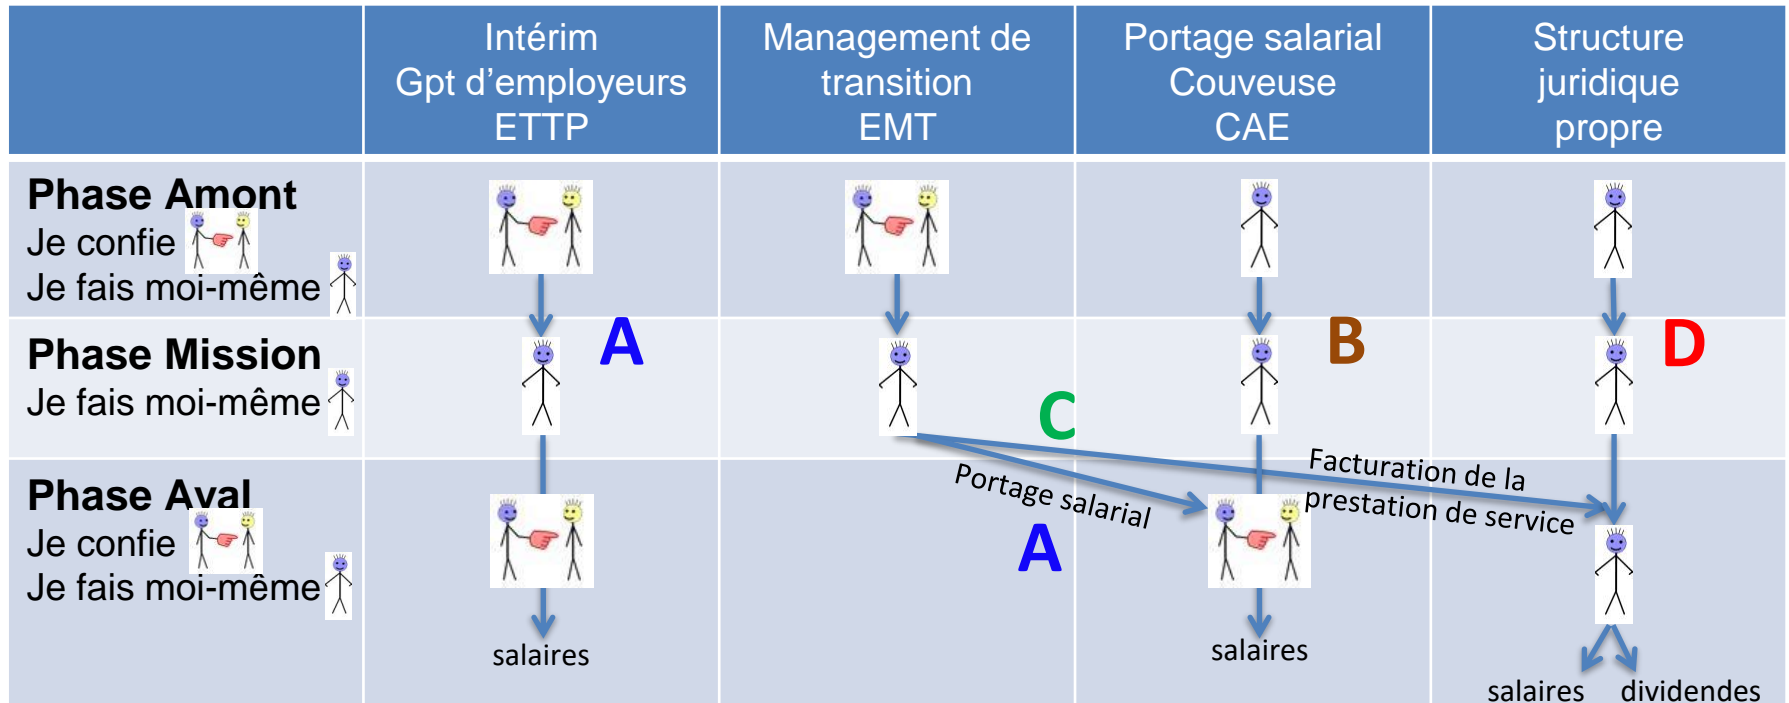 Intérim
Gpt d'employeurs
ETTP
Management de
transition
EMT
Portage salarial
Couveuse
CAE
Structure
juridique
propre
Phase Amont
Je confie
Je fais moi-même
Phase Mission
Je fais moi-même
A
B
D
C
Phase Aval
Je confie
Je fais moi-même
Portage salarial
A
Facturation de la
prestation de service
salaires
salaires
salaires
dividendes